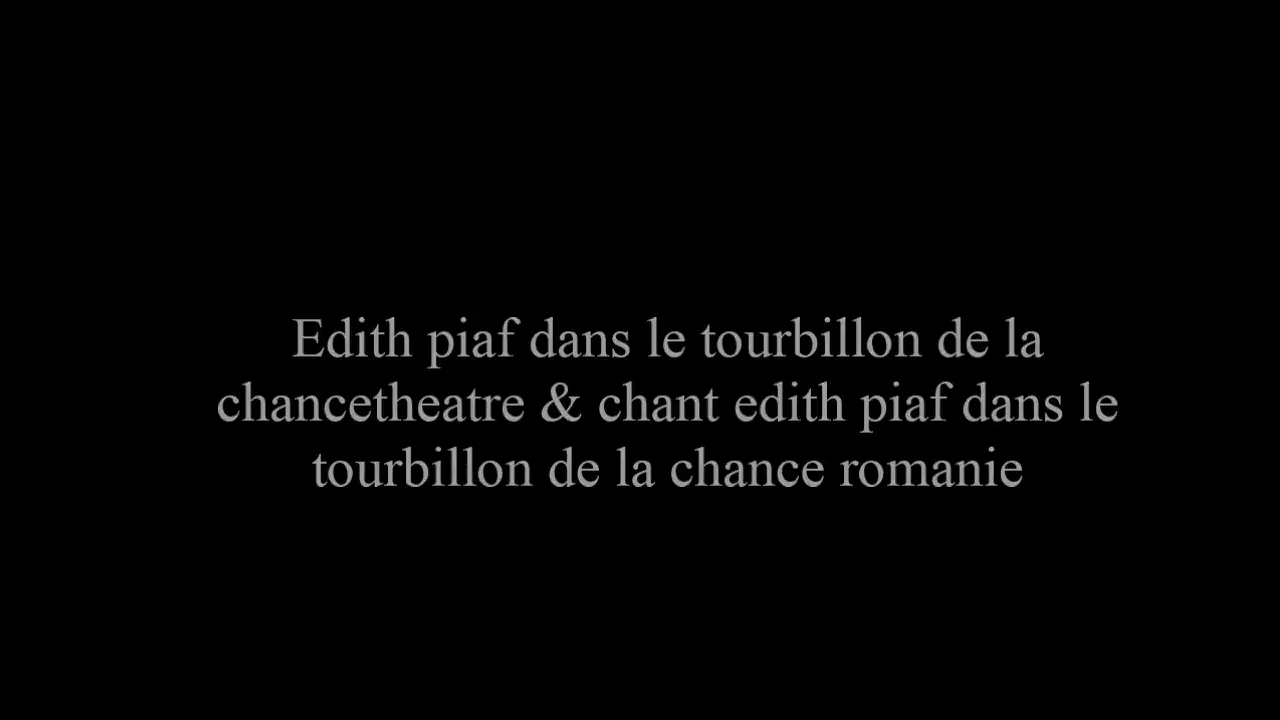 Edith piaf dans le tourbillon de la
chancetheatre & chant edith piaf dans le
tourbillon de la chance romanie